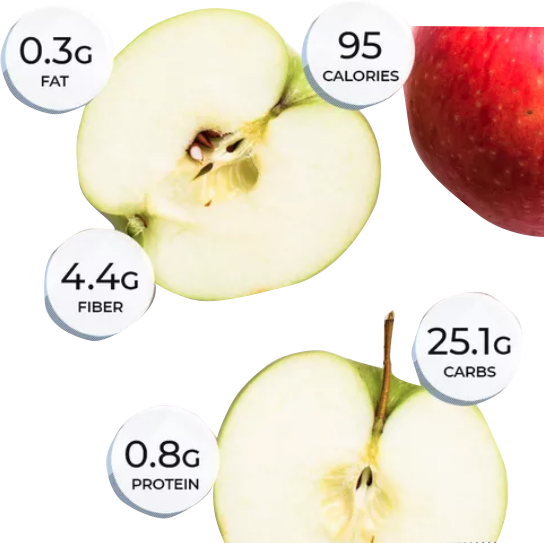 0.3G
FAT
95
CALORIES
4.4G
FIBER
25.1G
CARBS
0.8G
PROTEIN